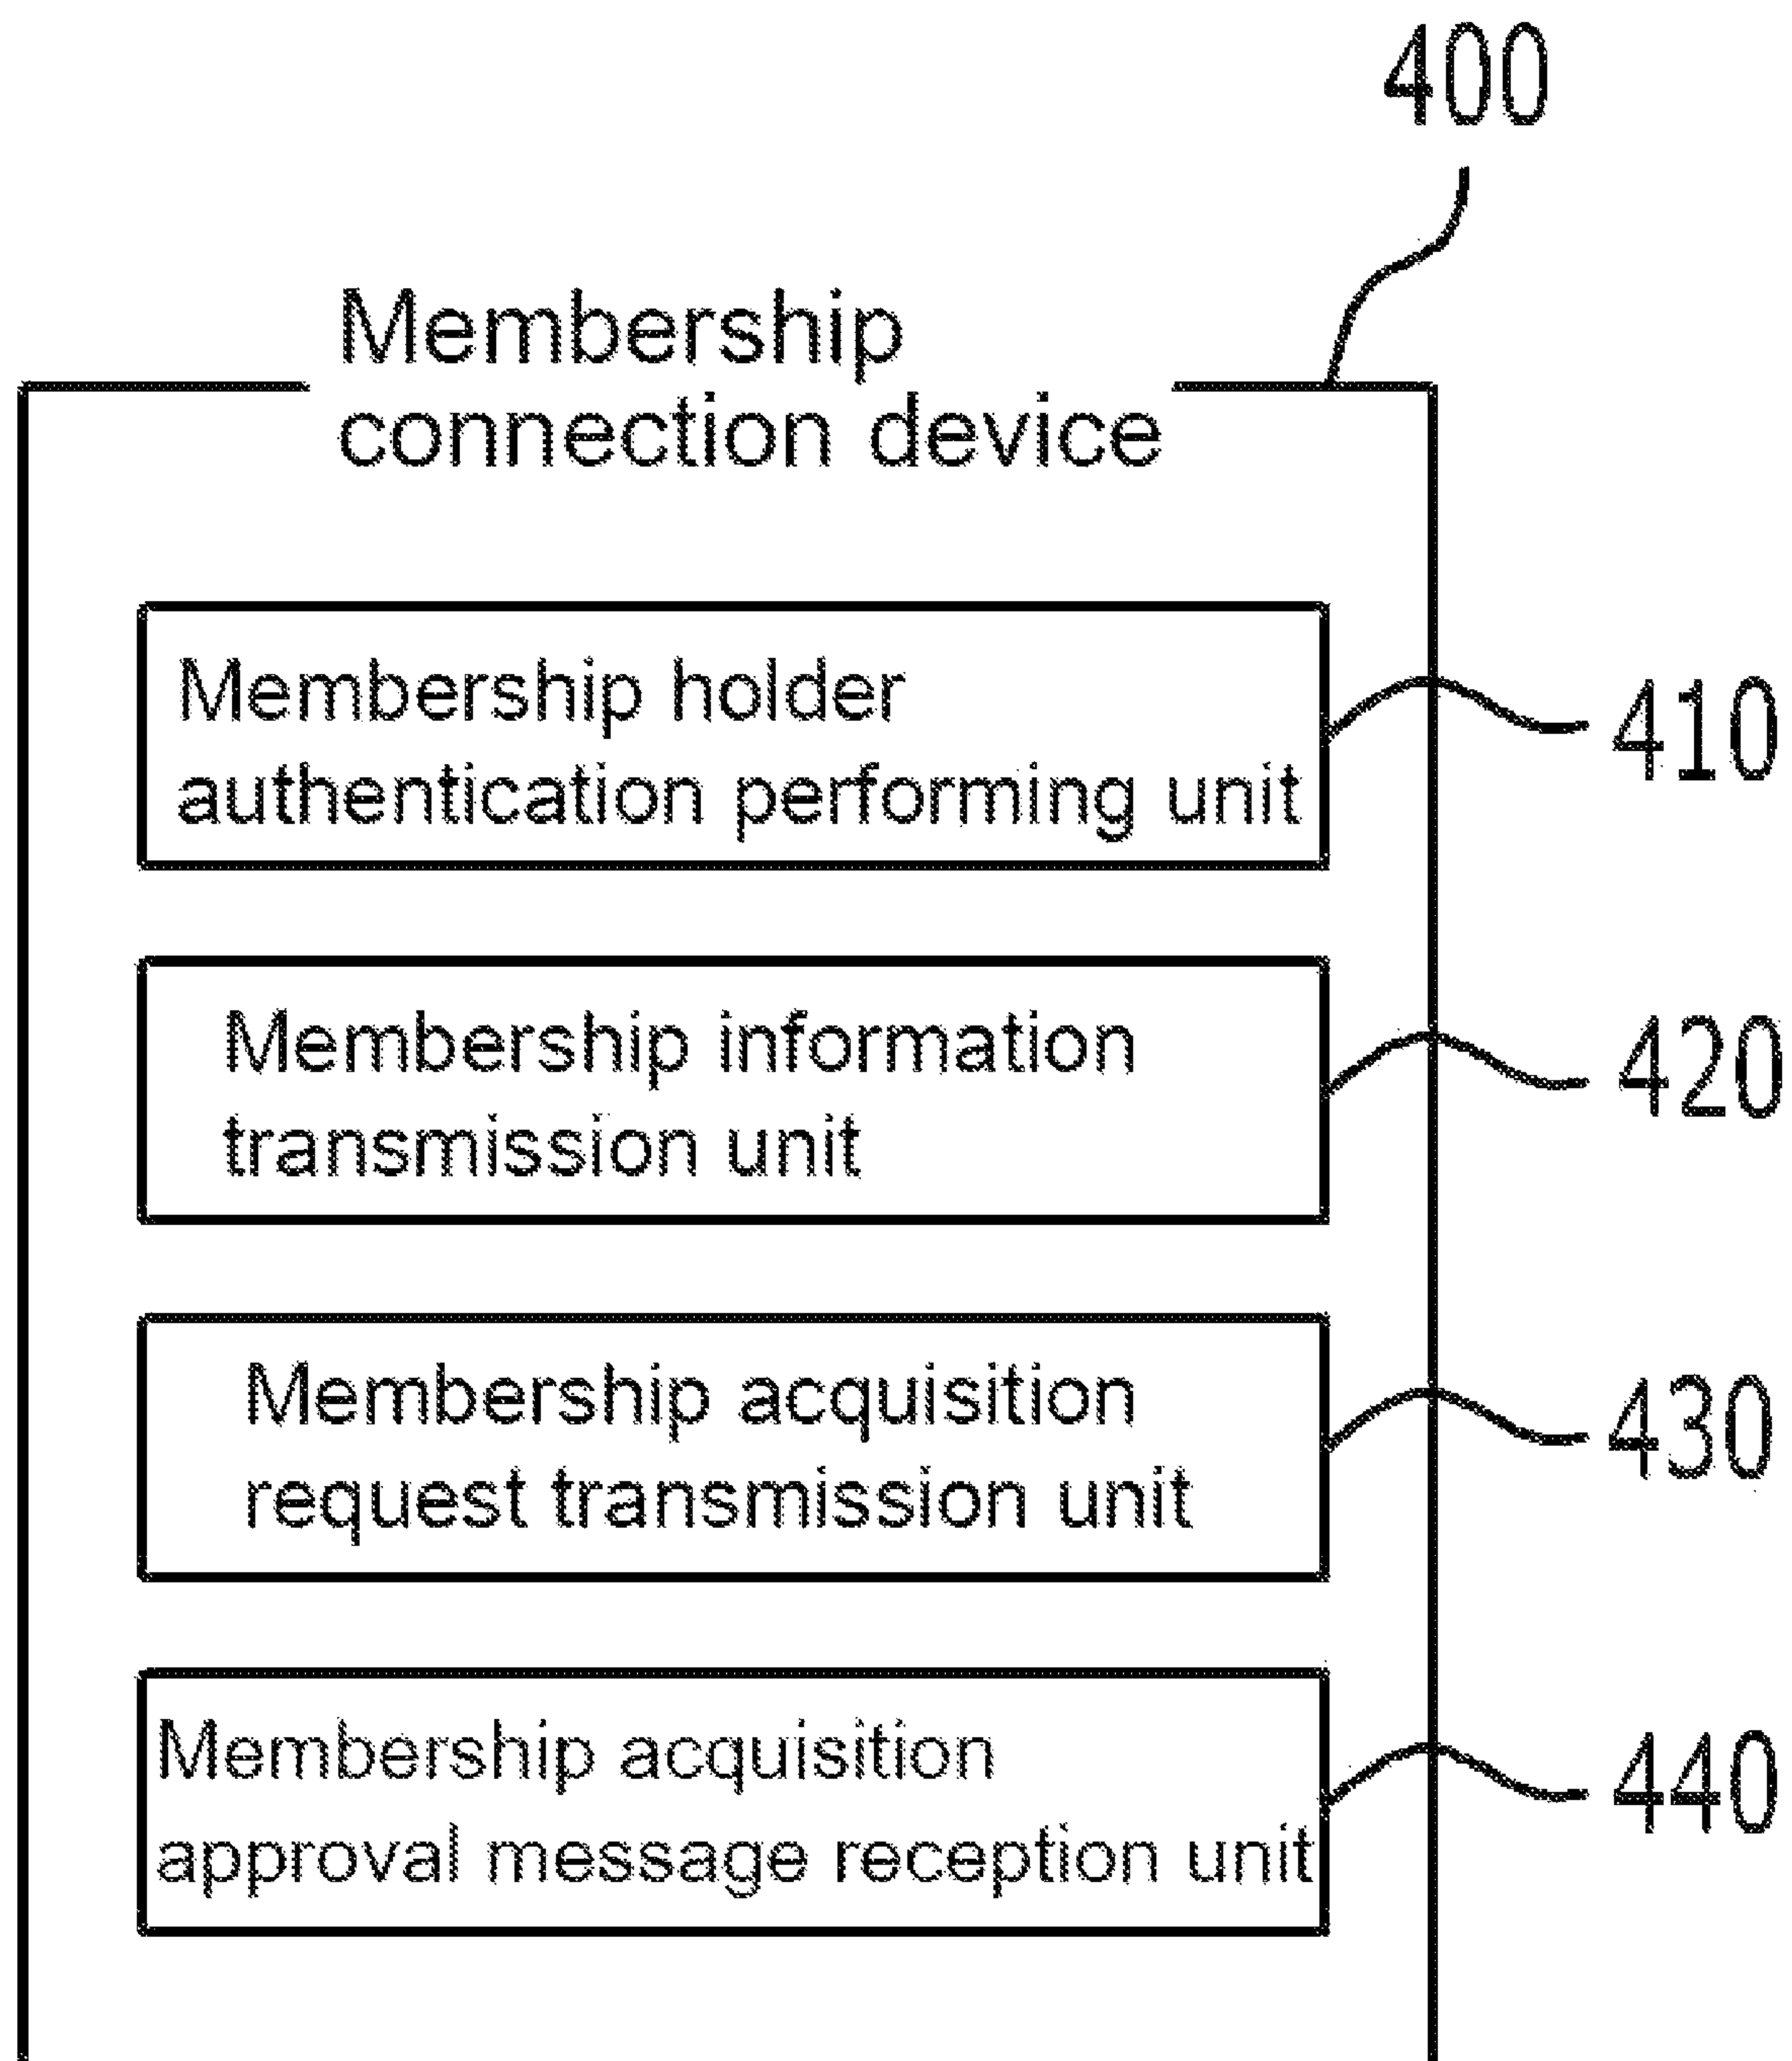 400
Membership
connection device
Membership holder
authentication performing unit
410
Membership information
transmission unit
420
Membership acquisition
request transmission unit
430
Membership acquisition
approval message reception unit
440